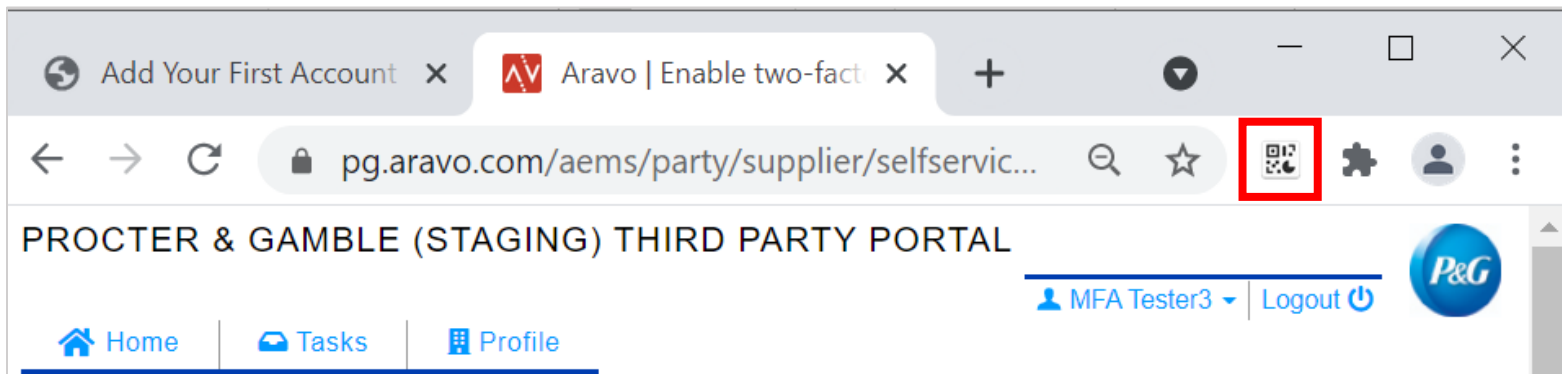 Add Your First Account
Aravo | Enable two-facto
pg.aravo.com/aems/party/supplier/selfservic...
PROCTER & GAMBLE (STAGING) THIRD PARTY PORTAL
P&G
MFA Tester3
Logout
Home
Tasks
Profile